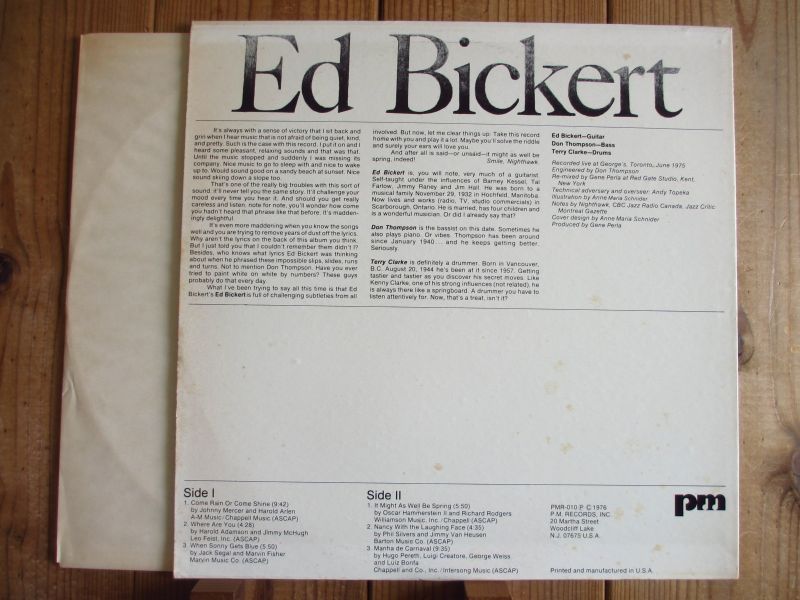 Ed Bickert
It's always with a sense of victory that I sit back and
grin when I hear music that is not afraid of being quiet, kind,
and pretty. Such is the case with this record. I put it on and I
heard some pleasant, relaxing sounds and that was that.
Until the music stopped and suddenly I was missing its
company. Nice music to go to sleep with and nice to wake
up to. Would sound good on a sandy beach at sunset. Nice
sound skiing down a slope too.
That's one of the really big troubles with this sort of
sound: it'll never tell you the same story. It'll challenge your
mood every time you hear it. And should you get really
careless and listen, note for note, you'll wonder how come
you hadn't heard that phrase like that before. It's madden-
ingly delightful.
It's even more maddening when you know the songs
well and you are trying to remove years of dust off the lyrics.
Why aren't the lyrics on the back of this album you think.
But I just told you that I couldn't remember them didn't I?
Besides, who knows what lyrics Ed Bickert was thinking
about when he phrased these impossible slips, slides, runs
and turns. Not to mention Don Thompson. Have you ever
tried to paint white on white by numbers? These guys
probably do that every day.
What I've been trying to say all this time is that Ed
Bickert's Ed Bickert is full of challenging subtleties from all
involved. But now, let me clear things up: Take this record
home with you and play it a lot. Maybe you'll solve the riddle
and surely your ears will love you.
And after all is said—or unsaid—it might as well be
spring, indeed!
Smile, Nighthawk.
Ed Bickert is, you will note, very much of a guitarist
Self-taught under the influences of Barney Kessel, Tal
Farlow, Jimmy Raney and Jim Hall. He was born to a
musical family November 29, 1932 in Hochfeld, Manitoba
Now lives and works (radio, TV, studio commercials) in
Scarborough, Ontario. He is married, has four children and
is a wonderful musician. Or did I already say that?
Don Thompson is the bassist on this date. Sometimes he
also plays piano. Or vibes. Thompson has been around
since January 1940 . . . and he keeps getting better.
Seriously.
Terry Clarke is definitely a drummer. Born in Vancouver,
B.C. August 20, 1944 he's been at it since 1957. Getting
tastier and tastier as you discover his secret moves. Like
Kenny Clarke, one of his strong influences (not related), he
is always there like a springboard. A drummer you have to
listen attentively for. Now, that's a treat, isn't it?
Ed Bickert—Guitar
Don Thompson—Bass
Terry Clarke—Drums
Recorded live at George's, Toronto, June 1975
Engineered by Don Thompson
Re-mixed by Gene Perla at Red Gate Studio, Kent,
New York
Technical adversary and overseer: Andy Topeka
Illustration by Anne Maria Schnider
Notes by Nighthawk, CBC Jazz Radio Canada, Jazz Critic
Montreal Gazette
Cover design by Anne Maria Schnider
Produced by Gene Perla
Side I
1. Come Rain Or Come Shine (9:42)
by Johnny Mercer and Harold Arlen
A-M Music/Chappell Music (ASCAP)
2. Where Are You (4:28)
by Harold Adamson and Jimmy McHugh
Leo Feist, Inc. (ASCAP)
3. When Sonny Gets Blue (5:50)
by Jack Segal and Marvin Fisher
Marvin Music Co. (ASCAP)
Side II
1. It Might As Well Be Spring (5:50)
by Oscar Hammerstein II and Richard Rodgers
Williamson Music, Inc. / Chappell (ASCAP)
2. Nancy With the Laughing Face (4:35)
by Phil Silvers and Jimmy Van Heusen
Barton Music Co. (ASCAP)
3. Manha de Carnaval (9:35)
by Hugo Pereth, Luigi Creatore, George Weiss
and Luiz Bonfa
Chappell and Co., Inc. / Intersong Music (ASCAP)
PMR-010 P C 1976
P.M. RECORDS, INC.
20 Martha Street
Woodcliff Lake
N.J. 07675 U.S.A.
Printed and manufactured in U.S.A.
pm